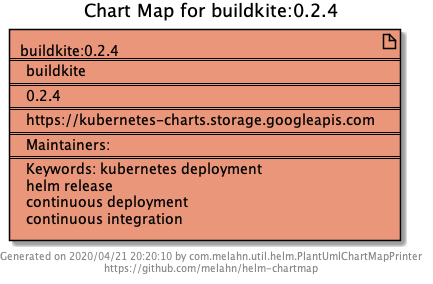 Chart Map for buildkite:0.2.4
buildkite:0.2.4
buildkite
0.2.4
https://kubernetes-charts.storage.googleapis.com
Maintainers:
Keywords: kubernetes deployment
helm release
continuous deployment
continuous integration
Generated on 2020/04/21 20:20:10 by com.melahn.util.helm.PlantUmlChartMapPrinter
https://github.com/melahn/helm-chartmap